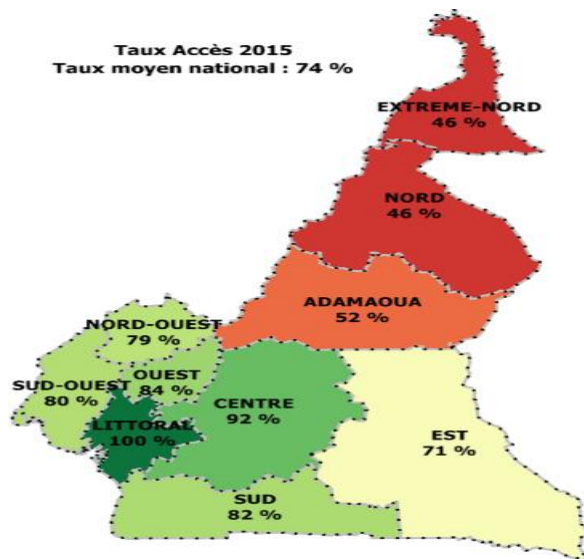 Taux Accès 2015
Taux moyen national : 74 %
EXTREME-NORD
46 %
NORD
46 %
ADAMAOUA
52 %
NORD-OUEST
79 %
SUD-OUEST
80 %
OUEST
84 %
LITTORAL
100 %
CENTRE
92 %
EST
71 %
SUD
82 %